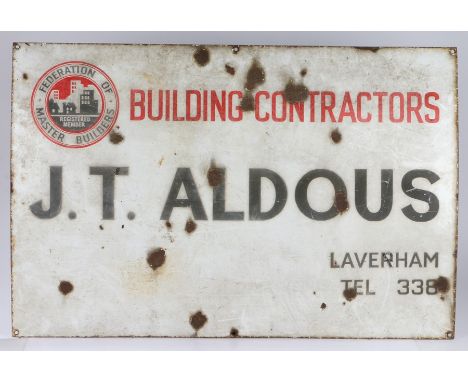 FEDERATION OF
MASTER BUILDERS
REGISTERED
MEMBER
BUILDING CONTRACTORS
J.T. ALDOUS
LAVERHAM
TEL 338